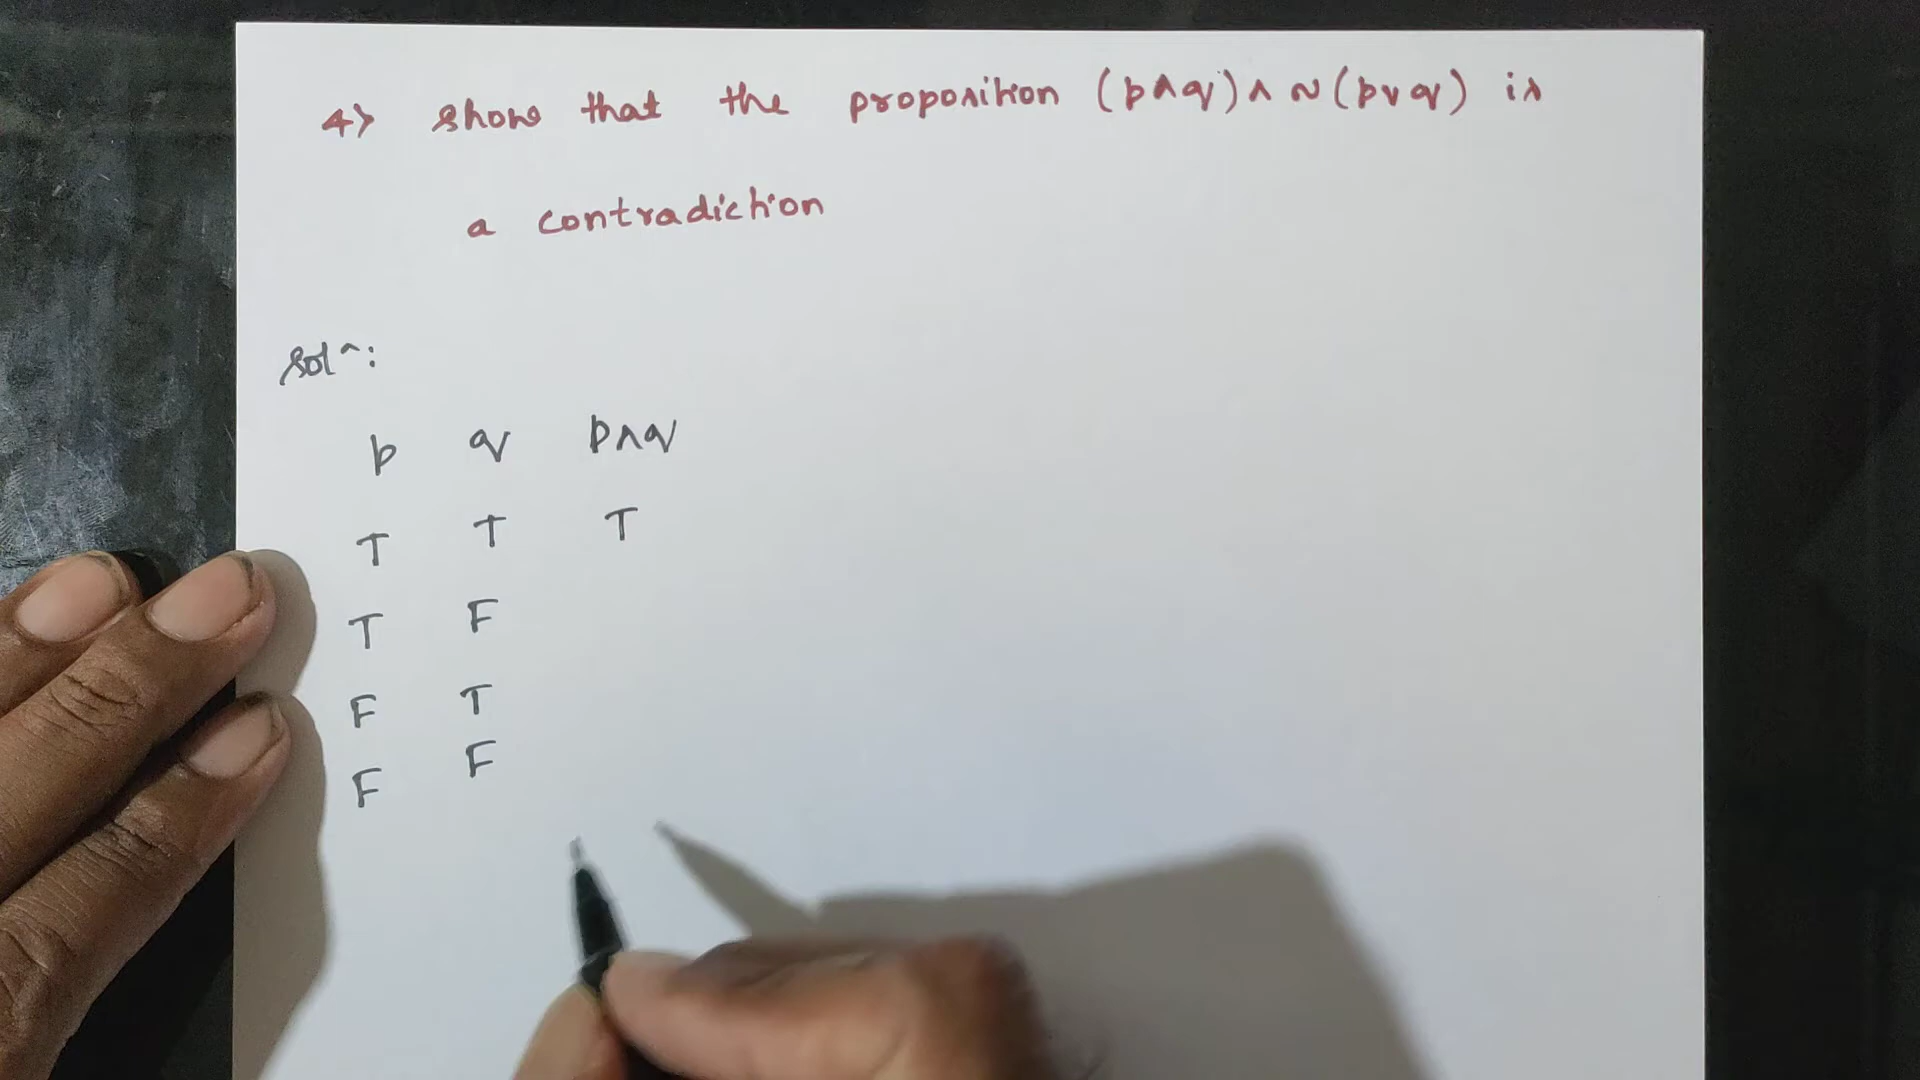 4) show that the proposition (p∧q)∧~(p∨q) is
a contradiction
Sol^n:
p q p∧q
T T T
T F
F T
F F